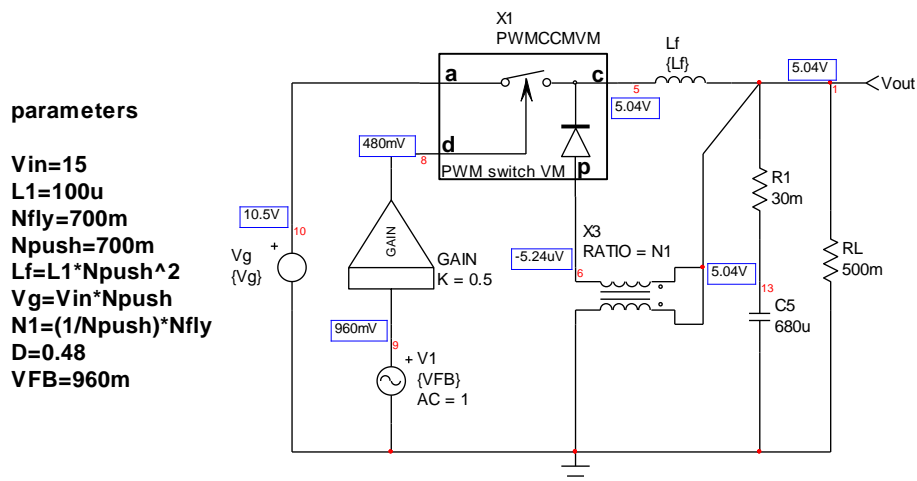 X1
PWMCCMVM
Lf
{Lf}
5.04V
1
Vout
a
c
5
5.04V
parameters
480mV
8
d
p
PWM switch VM
R1
30m
Vin=15
L1=100u
Nfly=700m
Npush=700m
Lf=L1*Npush^2
Vg=Vin*Npush
N1=(1/Npush)*Nfly
D=0.48
VFB=960m
10.5V
10
Vg
{Vg}
+
GAIN
GAIN
K = 0.5
X3
RATIO = N1
-5.24uV
6
5.04V
RL
500m
13
C5
680u
960mV
9
+ V1
{VFB}
AC = 1